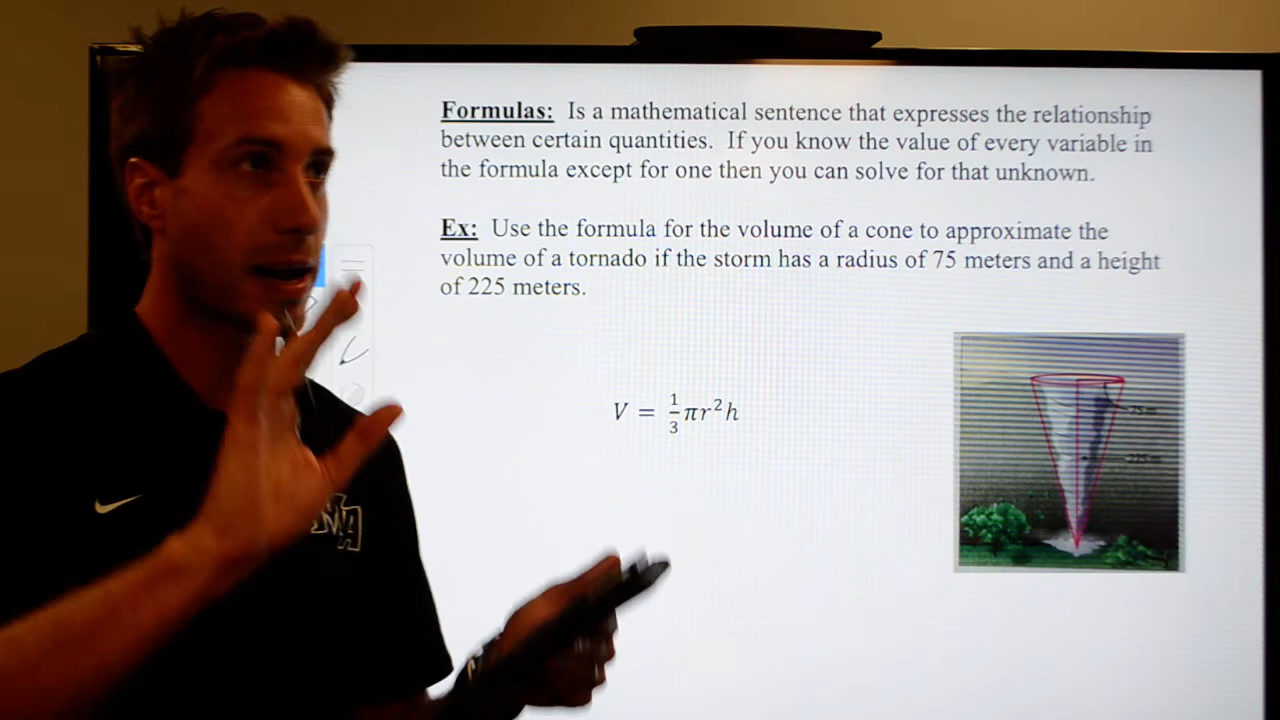 Formulas: Is a mathematical sentence that expresses the relationship
between certain quantities. If you know the value of every variable in
the formula except for one then you can solve for that unknown.
Ex: Use the formula for the volume of a cone to approximate the
volume of a tornado if the storm has a radius of 75 meters and a height
of 225 meters.
V = 1/3 πr²h
75 m
225 m
MA